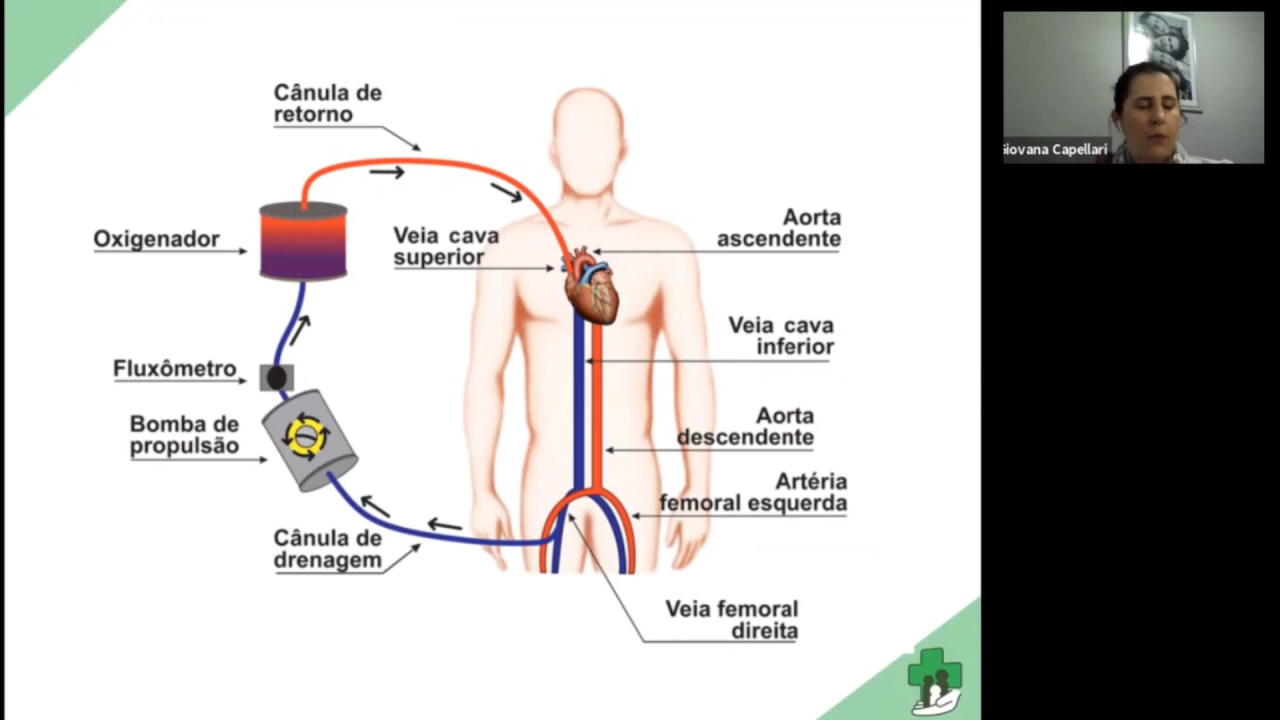 Cânula de
retorno
Oxigenador
Veia cava
superior
Aorta
ascendente
Veia cava
inferior
Fluxômetro
Bomba de
propulsão
Aorta
descendente
Artéria
femoral esquerda
Cânula de
drenagem
Veia femoral
direita
Giovana Capellari